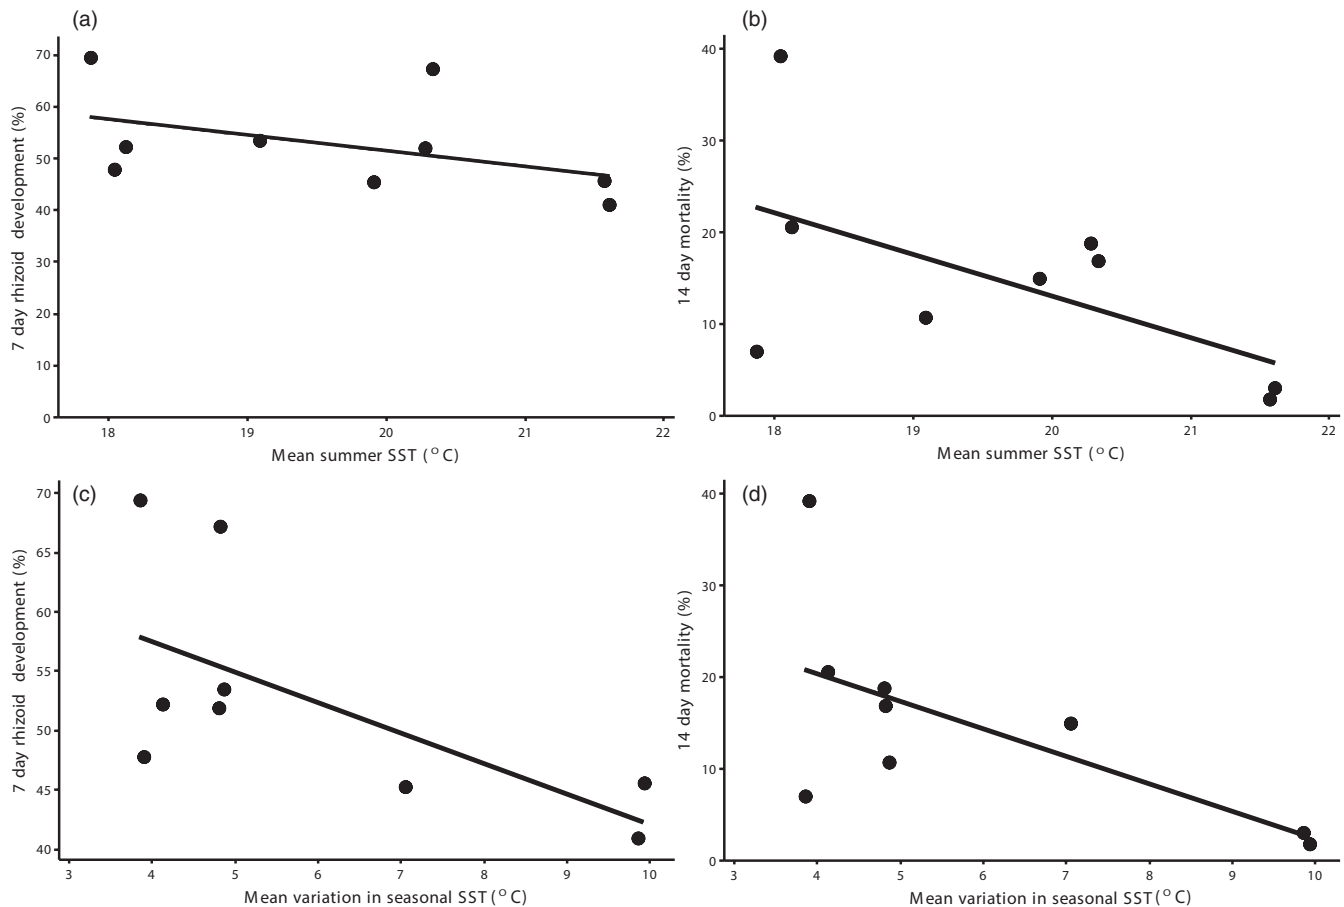 (a)
7 day rhizoid development (%)
70
60
50
40
30
20
10
0
18 19 20 21 22
Mean summer SST (°C)
(b)
14 day mortality (%)
40
30
20
10
0
18 19 20 21 22
Mean summer SST (°C)
(c)
7 day rhizoid development (%)
70
65
60
55
50
45
40
3 4 5 6 7 8 9 10
Mean variation in seasonal SST (°C)
(d)
14 day mortality (%)
40
30
20
10
0
3 4 5 6 7 8 9 10
Mean variation in seasonal SST (°C)